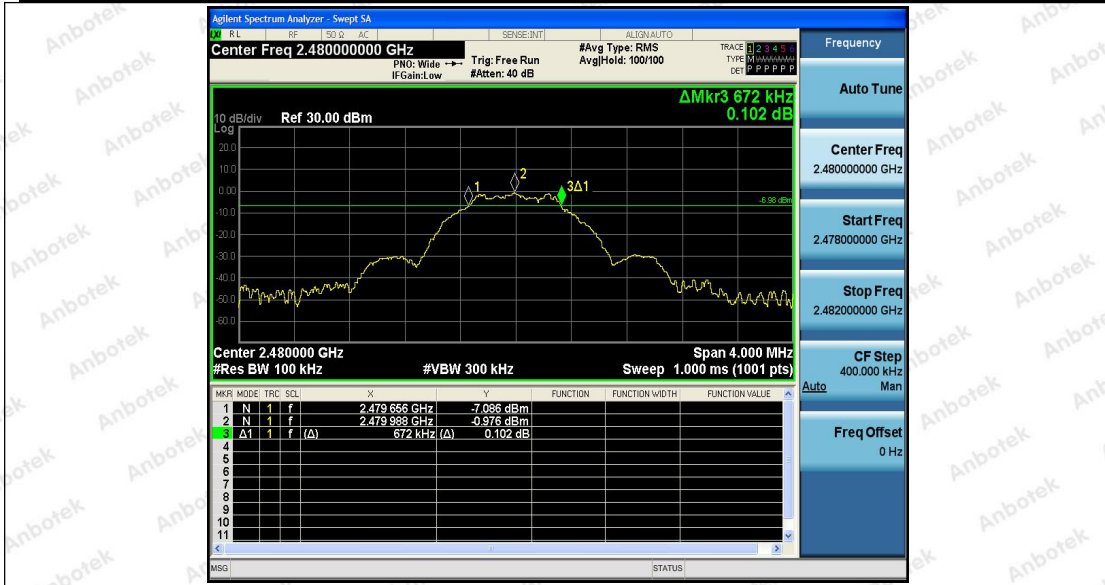 Agilent Spectrum Analyzer - Swept SA
LXI RL RF 50 Ω AC SENSE:INT ALIGNAUTO
Center Freq 2.480000000 GHz
PNO: Wide
IFGain:Low
Trig: Free Run
#Atten: 40 dB
#Avg Type: RMS
Avg|Hold: 100/100
TRACE 1 2 3 4 5 6
TYPE M
DET P P P P P P
ΔMkr3 672 kHz
0.102 dB
10 dB/div Ref 30.00 dBm
Log
20.0
10.0
0.00
-10.0
-20.0
-30.0
-40.0
-50.0
-60.0
1
2
3Δ1
-6.98 dBm
Center 2.480000 GHz Span 4.000 MHz
#Res BW 100 kHz #VBW 300 kHz Sweep 1.000 ms (1001 pts)
MKR MODE TRC SCL X Y FUNCTION FUNCTION WIDTH FUNCTION VALUE
1 N 1 f 2.479 656 GHz -7.086 dBm
2 N 1 f 2.479 988 GHz -0.976 dBm
3 Δ1 1 f (Δ) 672 kHz (Δ) 0.102 dB
4
5
6
7
8
9
10
11
MSG STATUS
Frequency
Auto Tune
Center Freq
2.480000000 GHz
Start Freq
2.478000000 GHz
Stop Freq
2.482000000 GHz
CF Step
400.000 kHz
Auto Man
Freq Offset
0 Hz
Anbotek